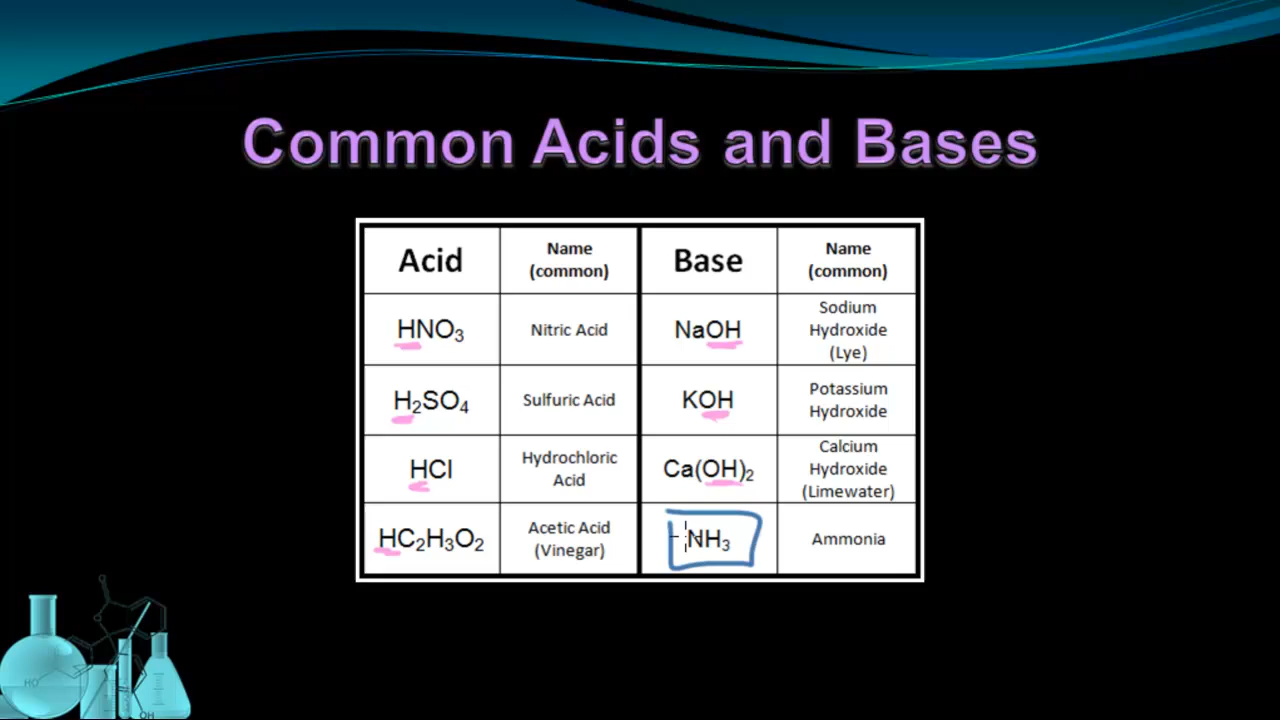 Common Acids and Bases
Acid
Name
(common)
Base
Name
(common)
HNO₃
Nitric Acid
NaOH
Sodium
Hydroxide
(Lye)
H₂SO₄
Sulfuric Acid
KOH
Potassium
Hydroxide
HCl
Hydrochloric
Acid
Ca(OH)₂
Calcium
Hydroxide
(Limewater)
HC₂H₃O₂
Acetic Acid
(Vinegar)
NH₃
Ammonia
HO
OH